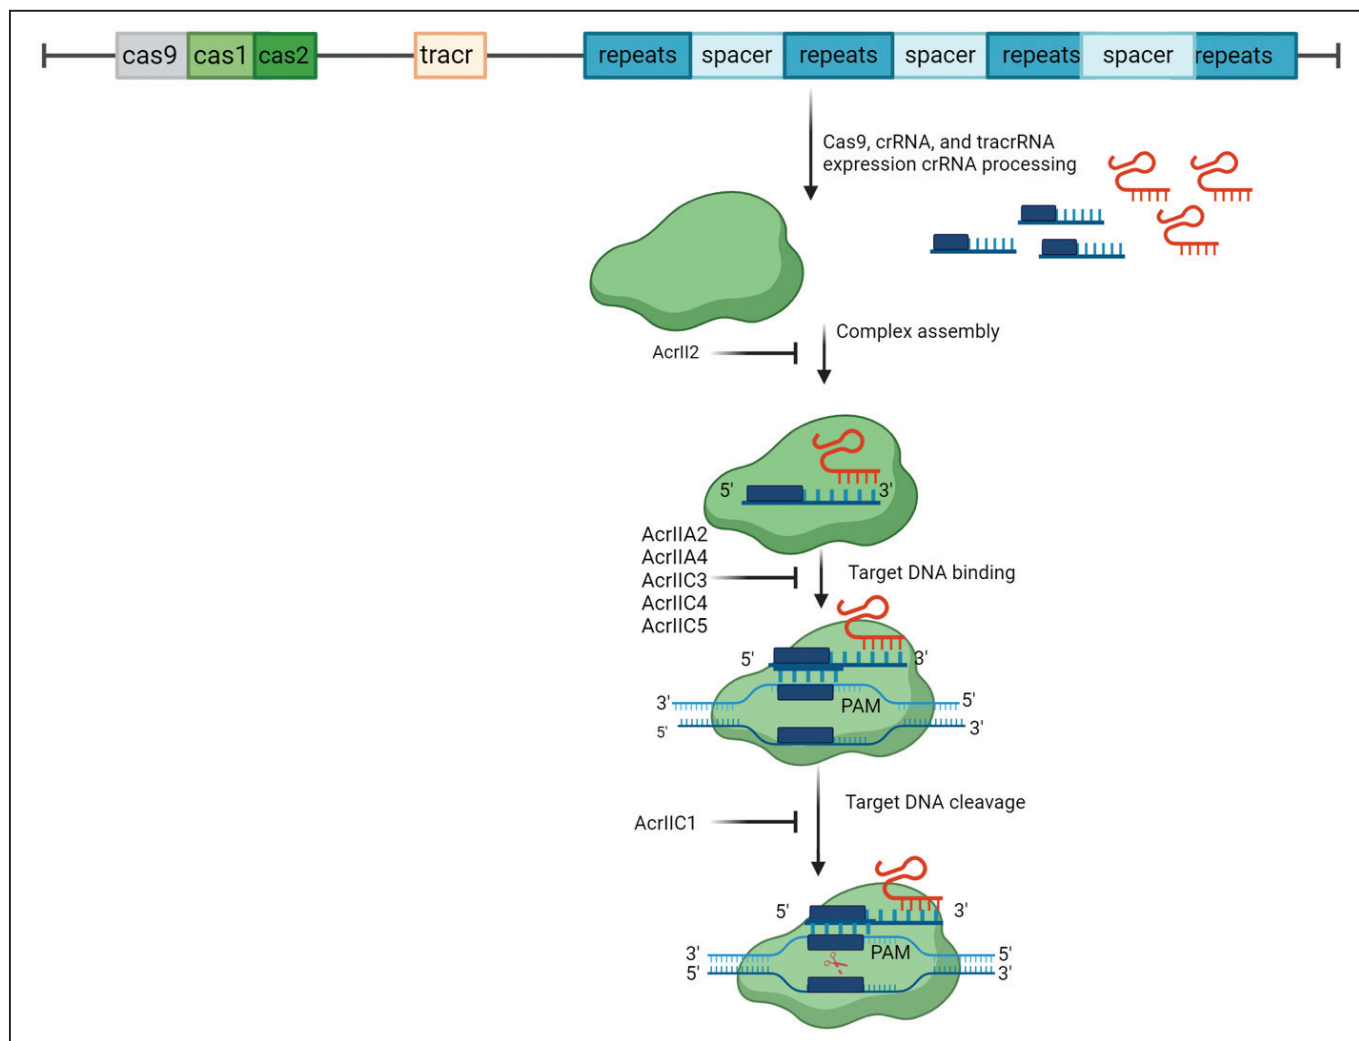 cas9 cas1 cas2 tracr repeats spacer repeats spacer repeats spacer repeats
Cas9, crRNA, and tracrRNA
expression crRNA processing
Complex assembly
AcrII2
5' 3'
AcrIIA2
AcrIIA4
AcrIIC3
AcrIIC4
AcrIIC5
Target DNA binding
5' 3'
3' PAM 5'
5' 3'
Target DNA cleavage
AcrIIC1
5' 3'
3' PAM 5'
5' 3'